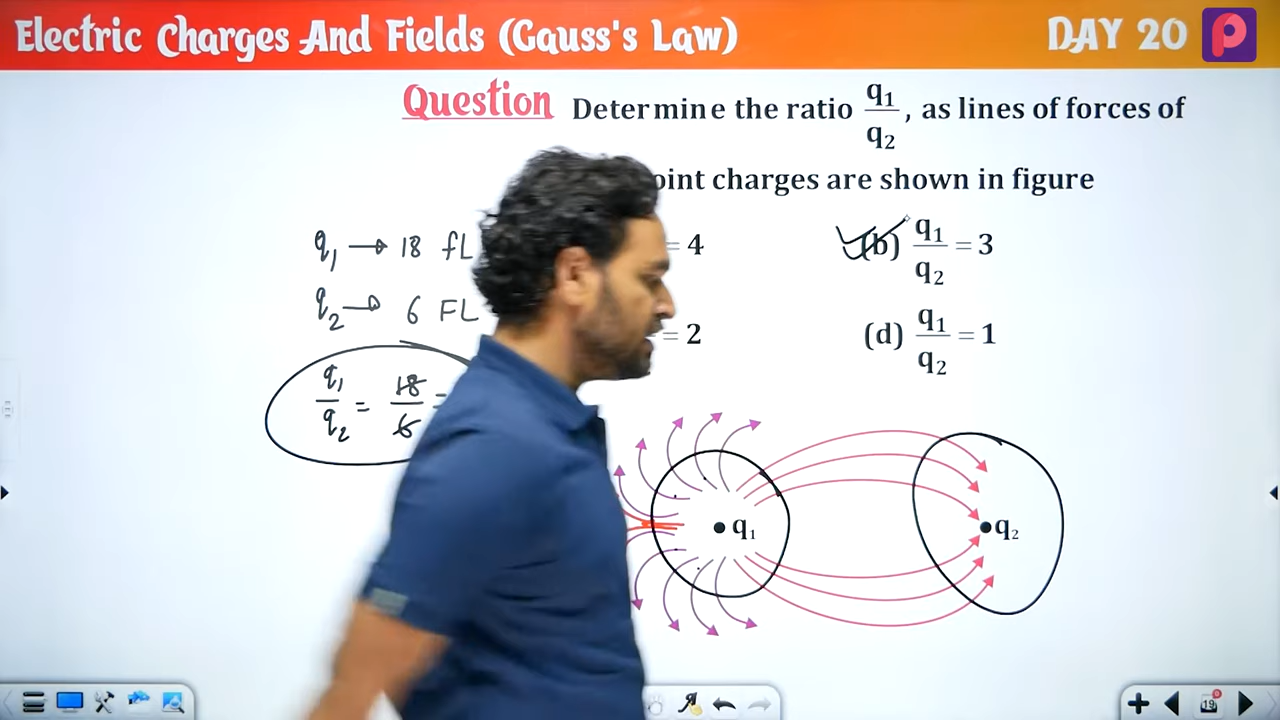 Electric Charges And Fields (Gauss's Law)
DAY 20
Question Determine the ratio q₁/q₂, as lines of forces of
point charges are shown in figure
q₁ → 18 fL
= 4
(b) q₁/q₂ = 3
q₂ → 6 FL
= 2
(d) q₁/q₂ = 1
q₁/q₂ = 18/6 =
q₁
q₂
19